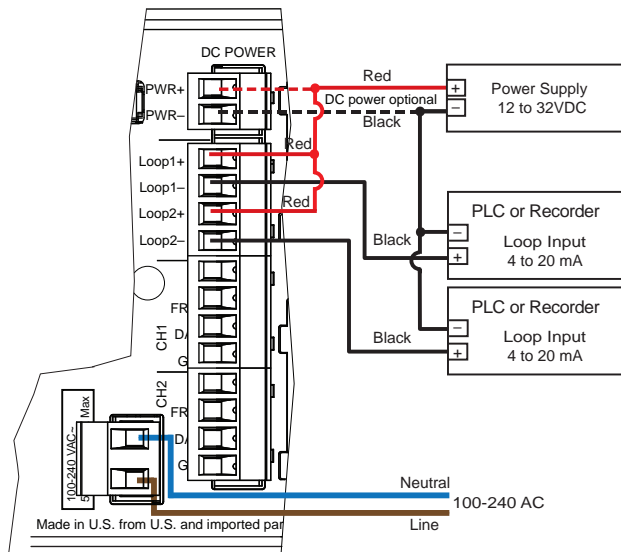 DC POWER
PWR+
PWR–
Red
DC power optional
Black
+
–
Power Supply
12 to 32VDC
Loop1+
Loop1–
Loop2+
Loop2–
Red
Red
Black
–
+
PLC or Recorder
Loop Input
4 to 20 mA
Black
–
+
PLC or Recorder
Loop Input
4 to 20 mA
CH1
FR
G
CH2
FR
G
100-240 VAC~
Max
Neutral
Line
100-240 AC
Made in U.S. from U.S. and imported par